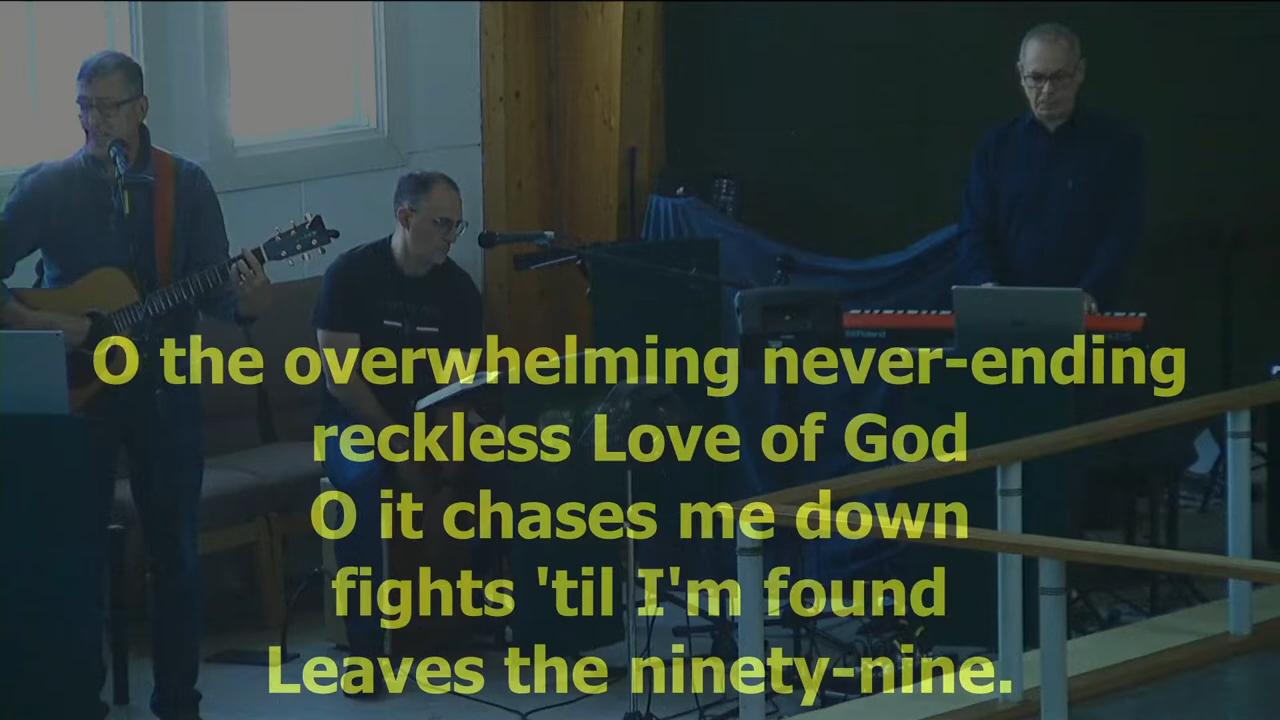 Roland
O the overwhelming never-ending
reckless Love of God
O it chases me down
fights 'til I'm found
Leaves the ninety-nine.